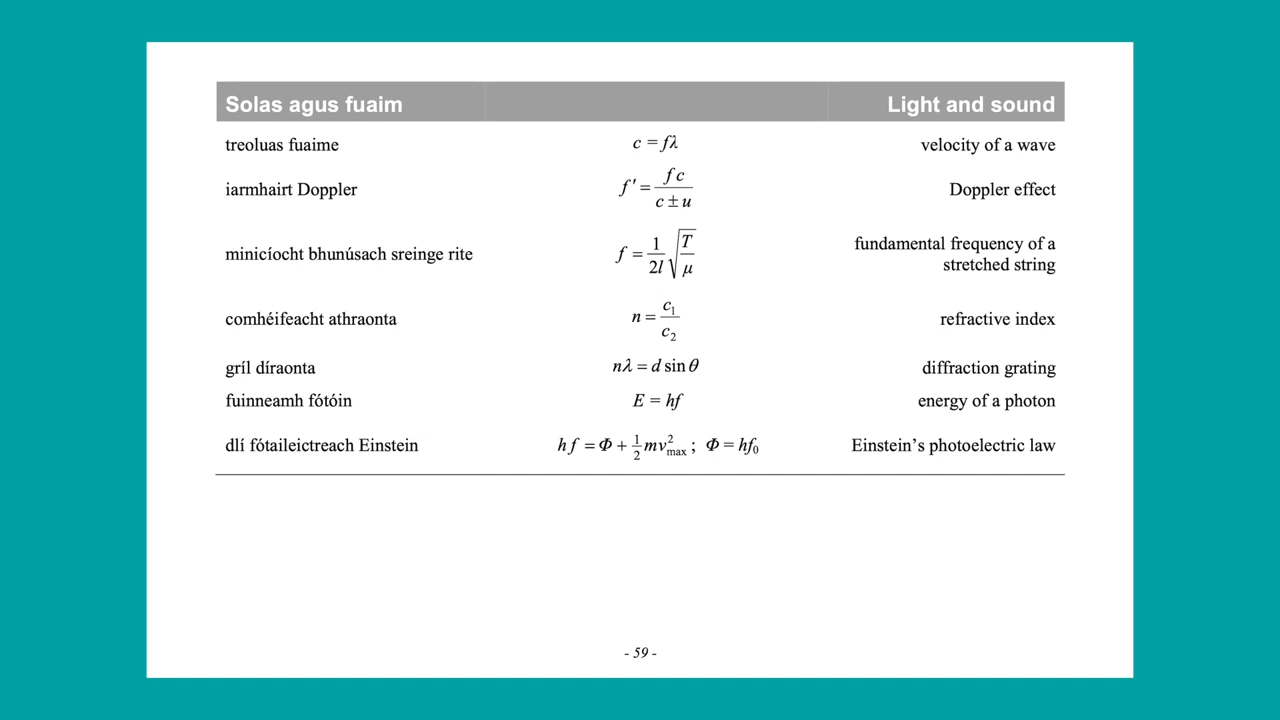 Solas agus fuaim Light and sound
treoluas fuaime c = fλ velocity of a wave
iarmhairt Doppler f′ = fc / (c ± u) Doppler effect
minicíocht bhunúsach sreinge rite f = 1/(2l) √(T/μ) fundamental frequency of a
stretched string
comhéifeacht athraonta n = c₁/c₂ refractive index
gríl díraonta nλ = d sin θ diffraction grating
fuinneamh fótóin E = hf energy of a photon
dlí fótaileictreach Einstein hf = Φ + ½mv²max ; Φ = hf₀ Einstein’s photoelectric law
- 59 -